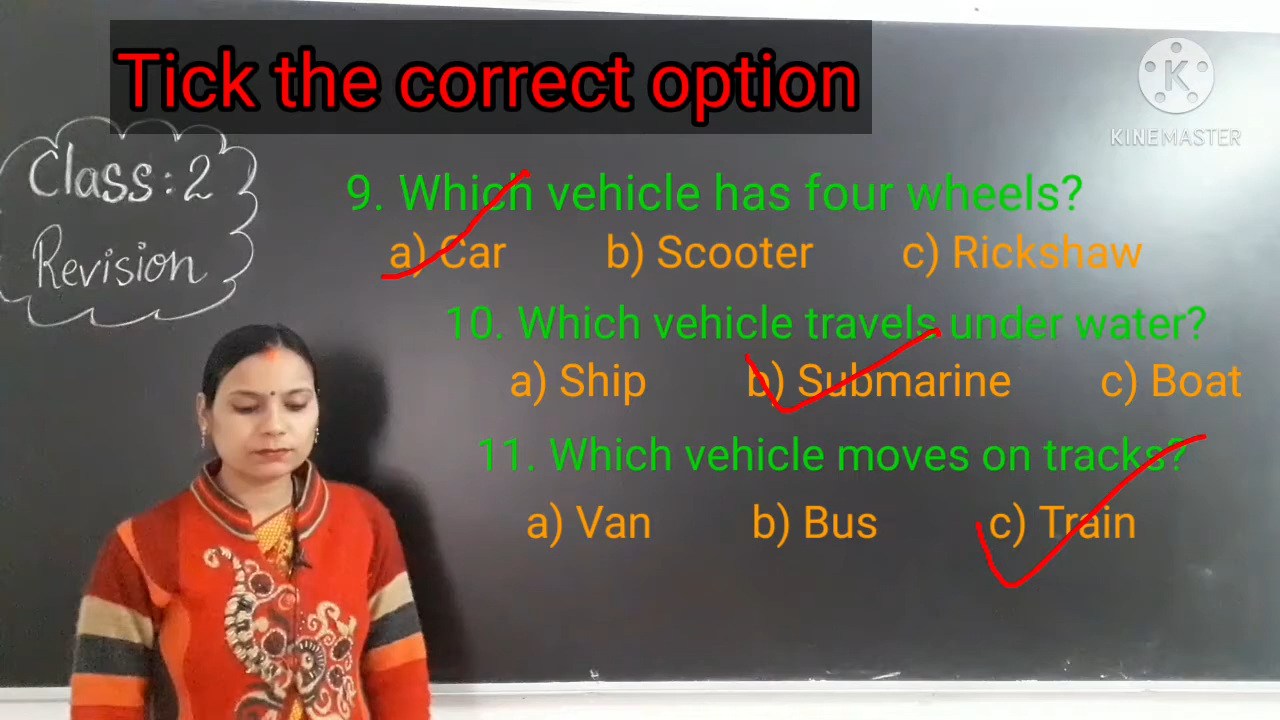 Tick the correct option
KINEMASTER
Class: 2
Revision
9. Which vehicle has four wheels?
a) Car b) Scooter c) Rickshaw
10. Which vehicle travels under water?
a) Ship b) Submarine c) Boat
11. Which vehicle moves on tracks?
a) Van b) Bus c) Train